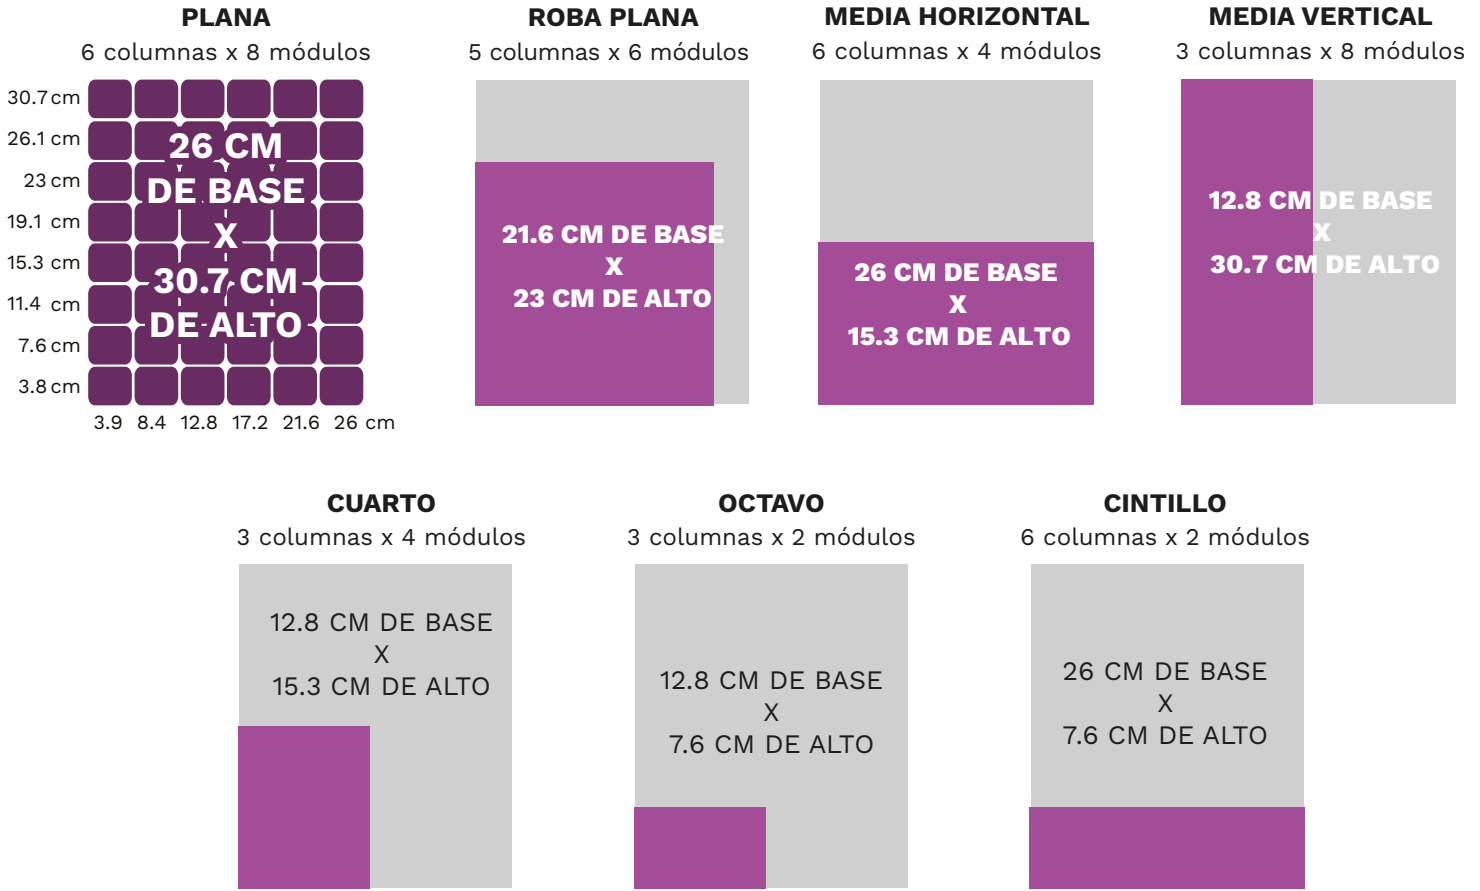 PLANA
6 columnas x 8 módulos
30.7 cm
26.1 cm
23 cm
19.1 cm
15.3 cm
11.4 cm
7.6 cm
3.8 cm
26 CM
DE BASE
X
30.7 CM
DE ALTO
3.9 8.4 12.8 17.2 21.6 26 cm
ROBA PLANA
5 columnas x 6 módulos
21.6 CM DE BASE
X
23 CM DE ALTO
MEDIA HORIZONTAL
6 columnas x 4 módulos
26 CM DE BASE
X
15.3 CM DE ALTO
MEDIA VERTICAL
3 columnas x 8 módulos
12.8 CM DE BASE
X
30.7 CM DE ALTO
CUARTO
3 columnas x 4 módulos
12.8 CM DE BASE
X
15.3 CM DE ALTO
OCTAVO
3 columnas x 2 módulos
12.8 CM DE BASE
X
7.6 CM DE ALTO
CINTILLO
6 columnas x 2 módulos
26 CM DE BASE
X
7.6 CM DE ALTO